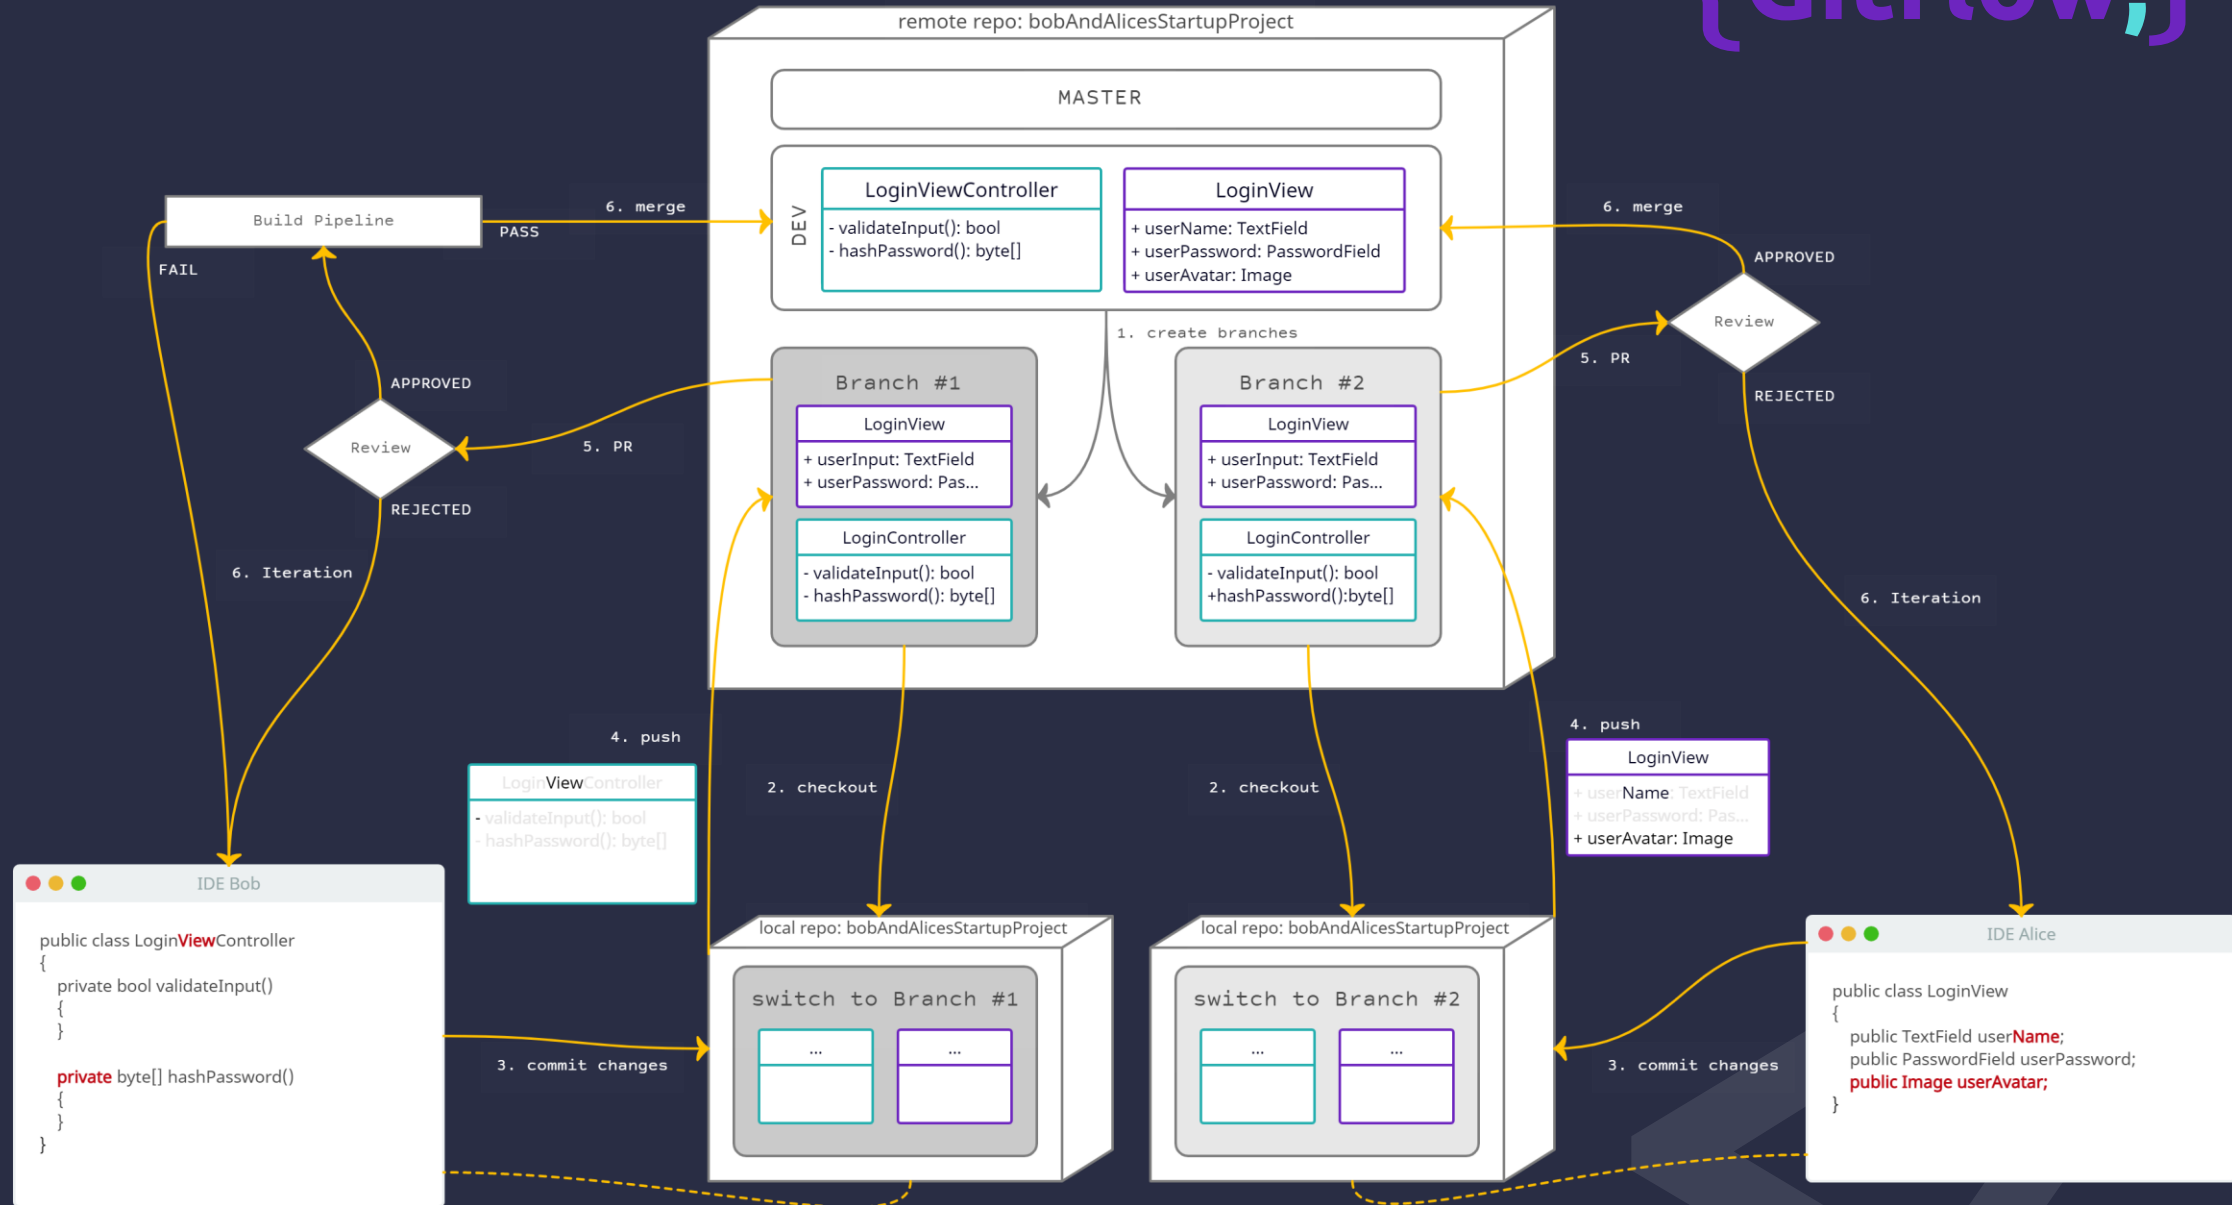 {GitFlow;}
remote repo: bobAndAlicesStartupProject
MASTER
DEV
LoginViewController
- validateInput(): bool
- hashPassword(): byte[]
LoginView
+ userName: TextField
+ userPassword: PasswordField
+ userAvatar: Image
Build Pipeline
6. merge
PASS
FAIL
APPROVED
Review
REJECTED
5. PR
6. Iteration
6. merge
APPROVED
Review
REJECTED
5. PR
6. Iteration
1. create branches
Branch #1
LoginView
+ userInput: TextField
+ userPassword: Pas...
LoginController
- validateInput(): bool
- hashPassword(): byte[]
Branch #2
LoginView
+ userInput: TextField
+ userPassword: Pas...
LoginController
- validateInput(): bool
+hashPassword():byte[]
4. push
LoginViewController
- validateInput(): bool
- hashPassword(): byte[]
2. checkout
2. checkout
4. push
LoginView
+ userName: TextField
+ userPassword: Pas...
+ userAvatar: Image
IDE Bob
public class LoginViewController
{
private bool validateInput()
{
}
private byte[] hashPassword()
{
}
}
3. commit changes
local repo: bobAndAlicesStartupProject
switch to Branch #1
...
...
local repo: bobAndAlicesStartupProject
switch to Branch #2
...
...
3. commit changes
IDE Alice
public class LoginView
{
public TextField userName;
public PasswordField userPassword;
public Image userAvatar;
}